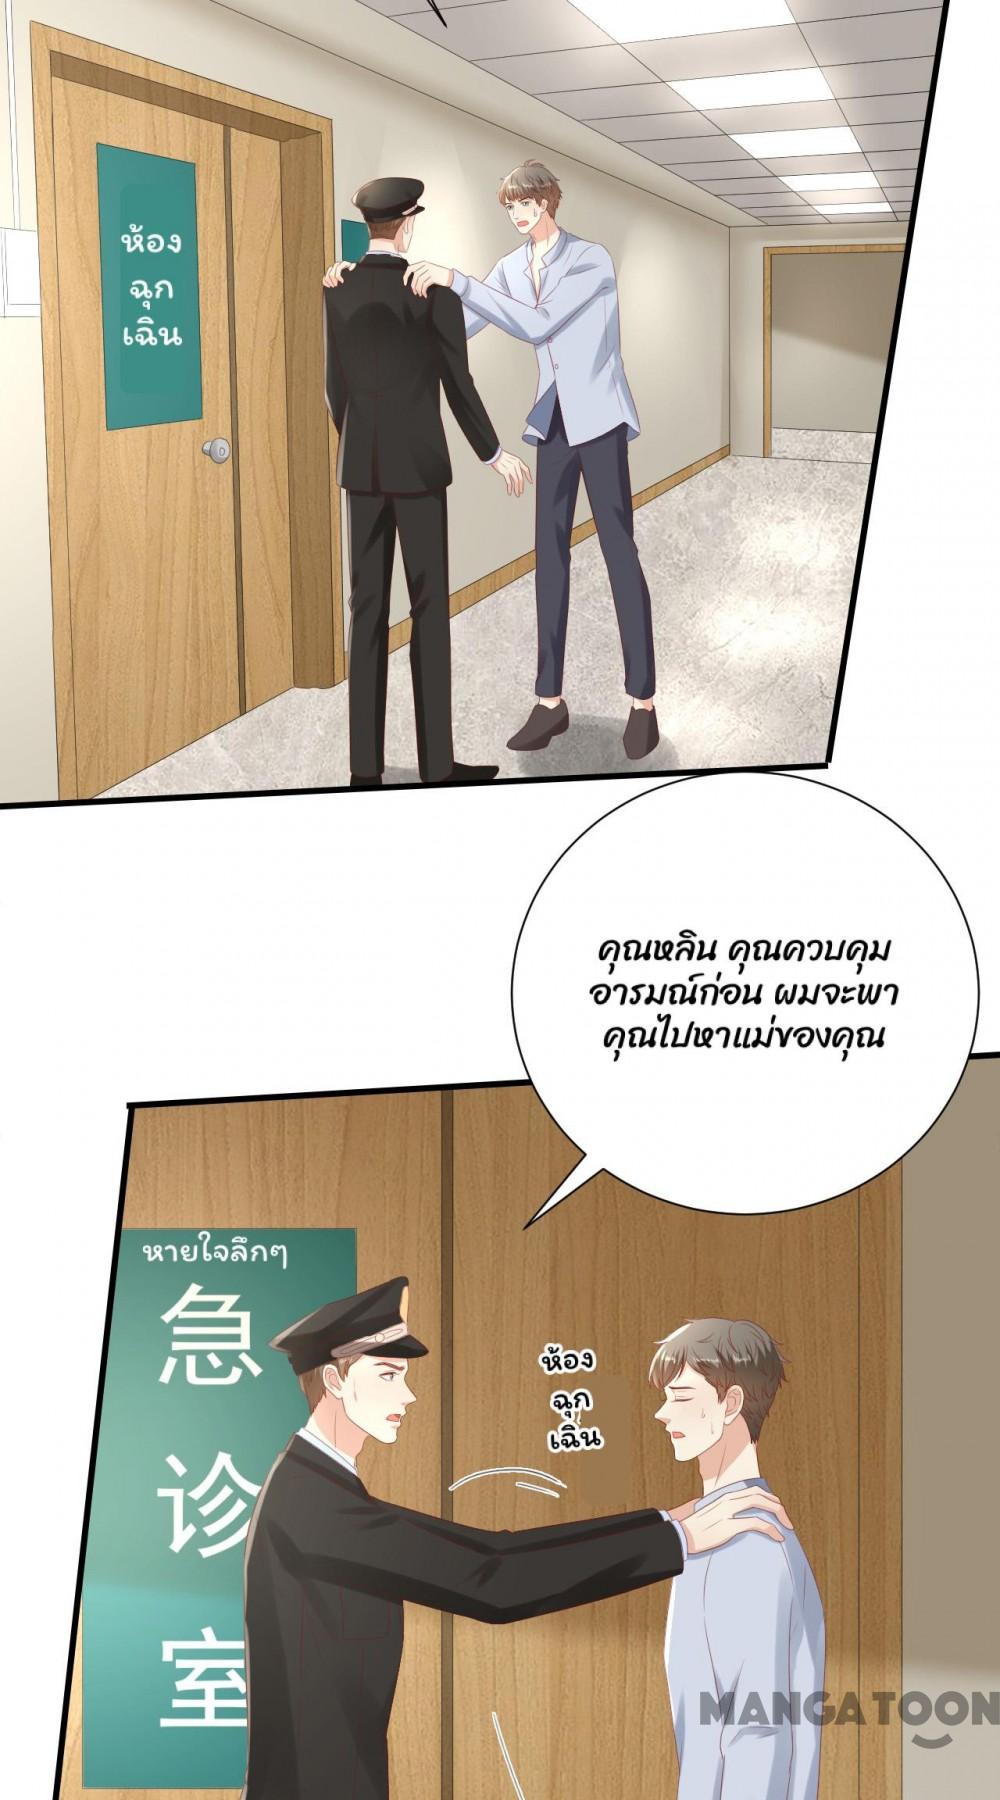 ห้อง
ฉุก
เฉิน
คุณหลิน คุณควบคุม
อารมณ์ก่อน ผมจะพา
คุณไปหาแม่ของคุณ
หายใจลึกๆ
急
诊
室
ห้อง
ฉุก
เฉิน
MANGATOON